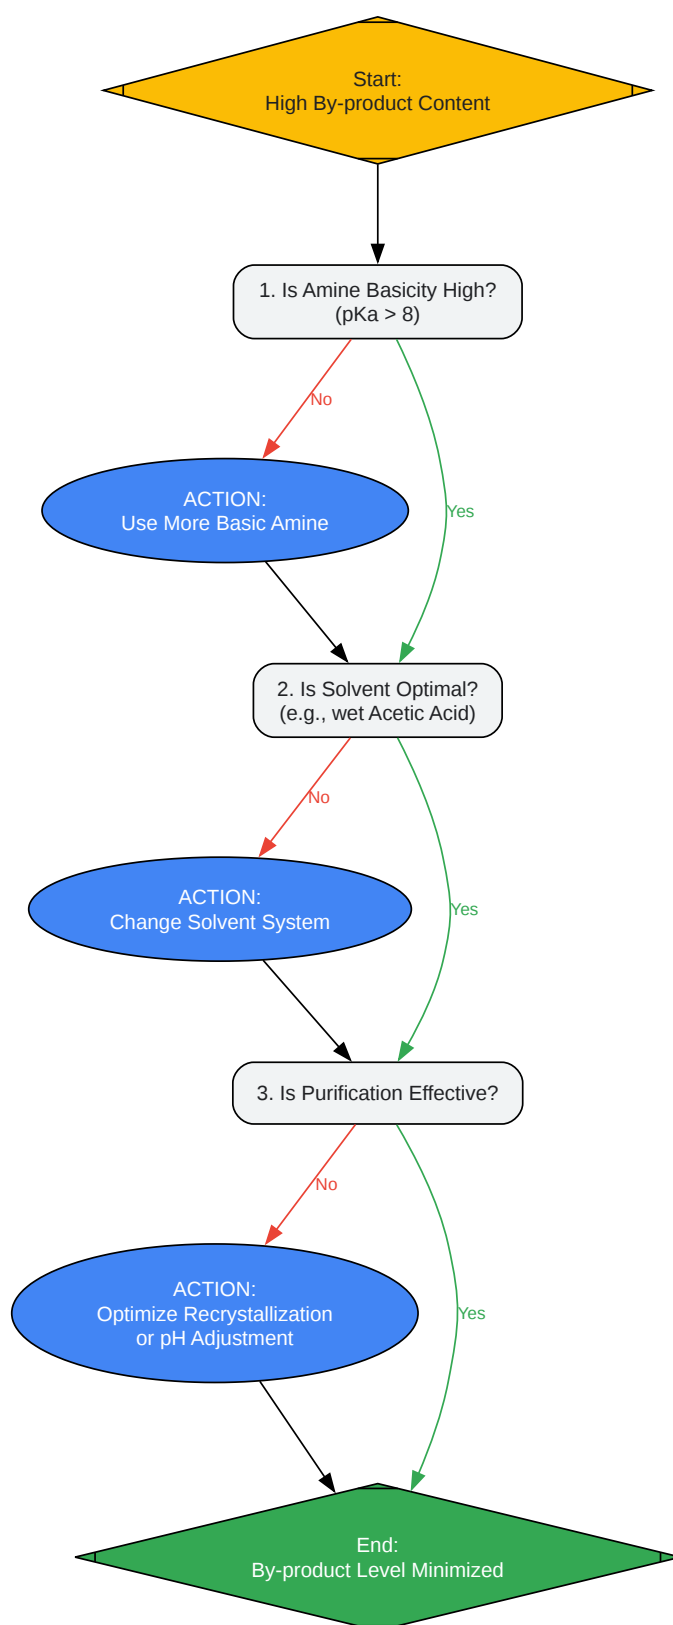 Start:
High By-product Content
1. Is Amine Basicity High?
(pKa > 8)
No
ACTION:
Use More Basic Amine
Yes
2. Is Solvent Optimal?
(e.g., wet Acetic Acid)
No
ACTION:
Change Solvent System
Yes
3. Is Purification Effective?
No
ACTION:
Optimize Recrystallization
or pH Adjustment
Yes
End:
By-product Level Minimized